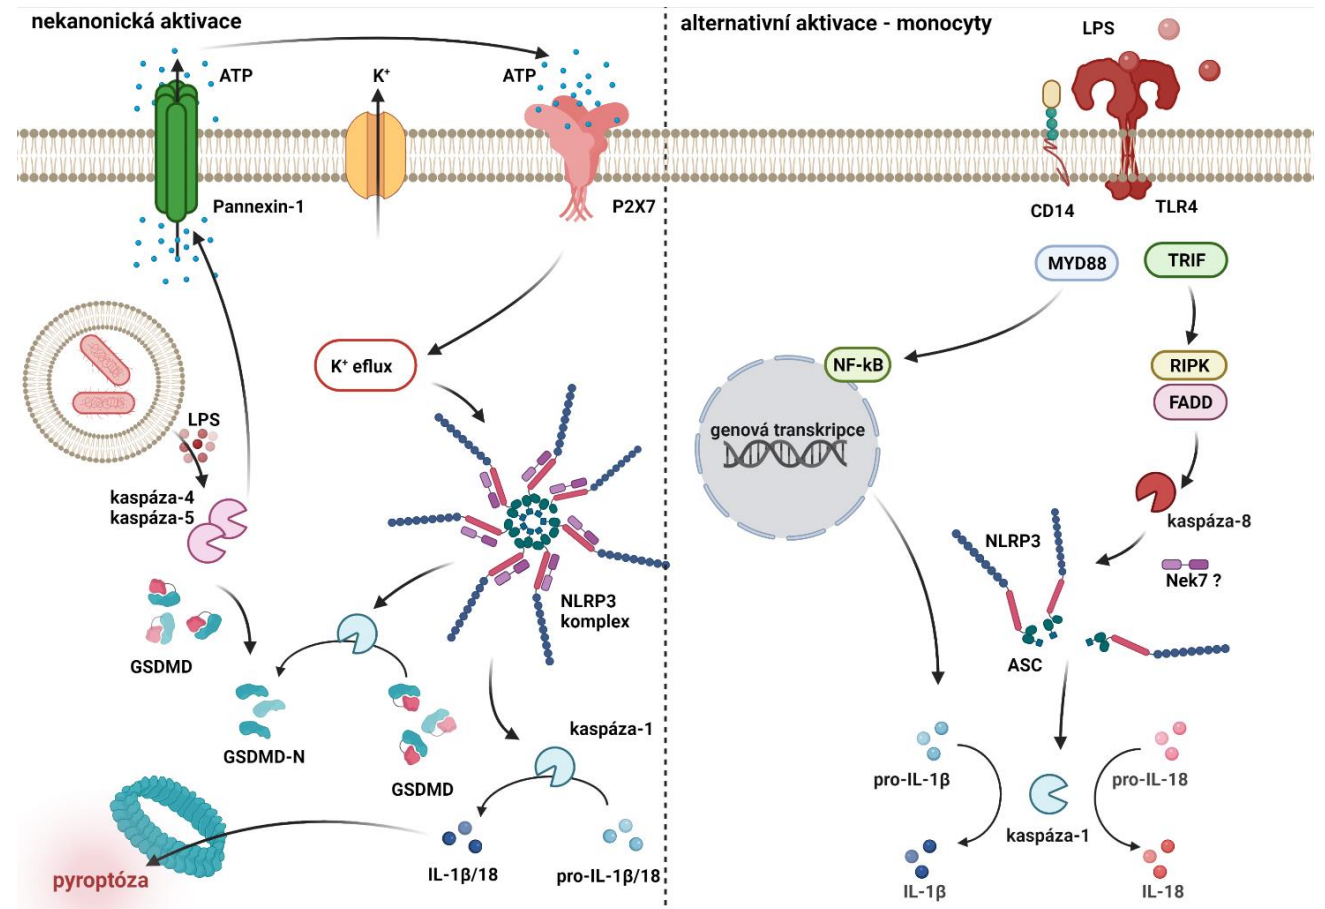 nekanonická aktivace
ATP
K⁺
ATP
Pannexin-1
P2X7
K⁺ eflux
LPS
kaspáza-4
kaspáza-5
GSDMD
NLRP3
komplex
GSDMD-N
GSDMD
kaspáza-1
IL-1β/18
pro-IL-1β/18
pyroptóza
alternativní aktivace - monocyty
LPS
CD14
TLR4
MYD88
TRIF
NF-kB
RIPK
FADD
genová transkripce
kaspáza-8
NLRP3
Nek7 ?
ASC
pro-IL-1β
pro-IL-18
kaspáza-1
IL-1β
IL-18